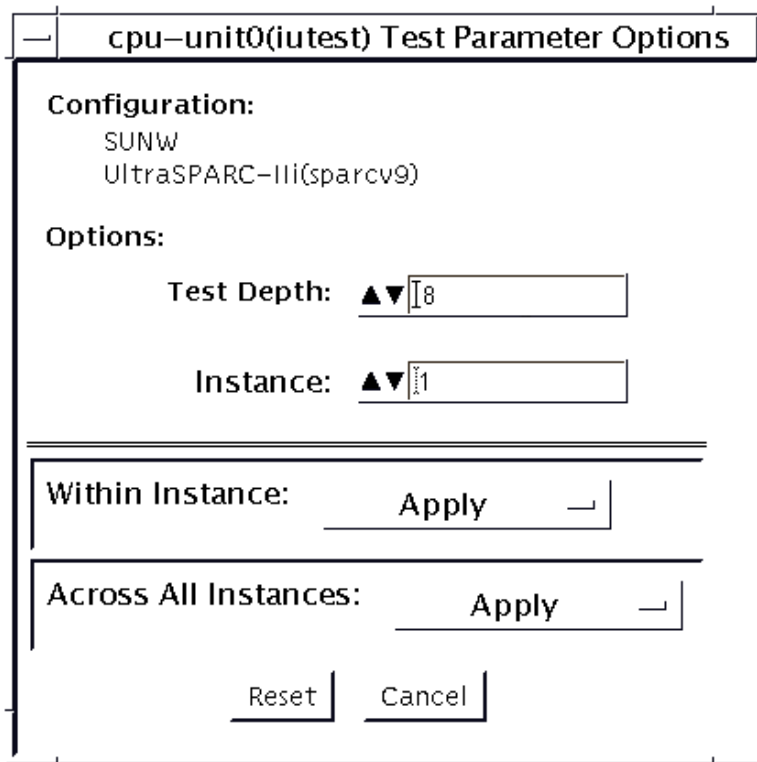 cpu-unit0(iutest) Test Parameter Options
Configuration:
SUNW
UltraSPARC-IIi(sparcv9)
Options:
Test Depth: ▲▼ 8
Instance: ▲▼ 1
Within Instance: Apply
Across All Instances: Apply
Reset Cancel